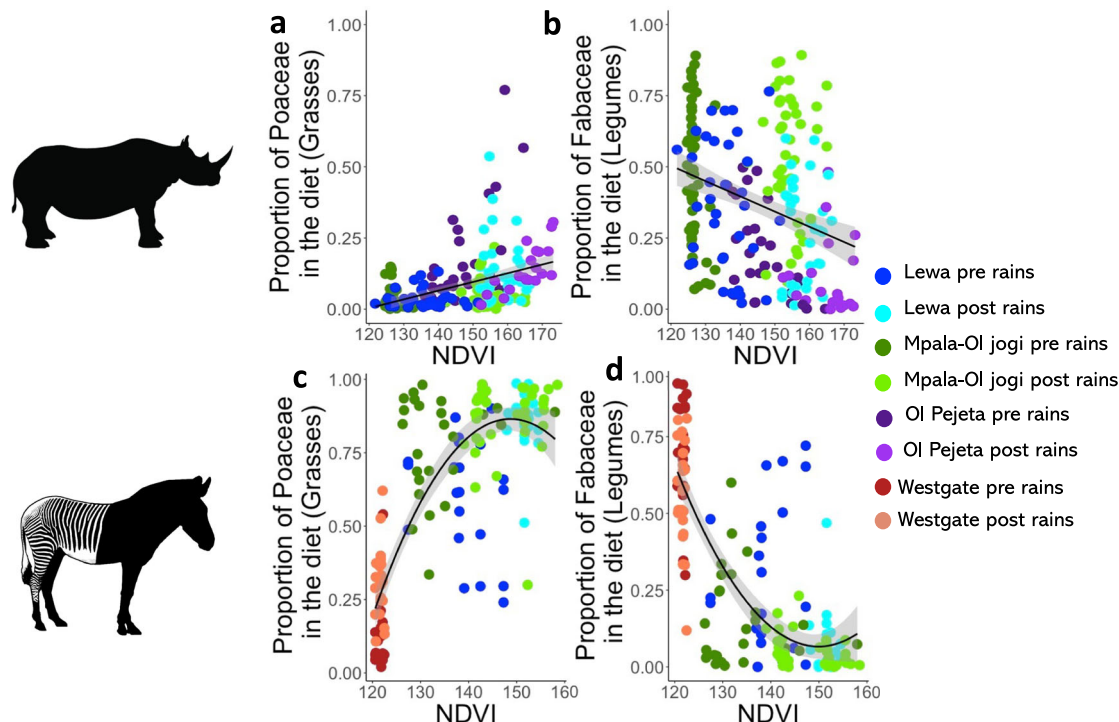 a
Proportion of Poaceae
in the diet (Grasses)
1.00
0.75
0.50
0.25
0.00
120 130 140 150 160 170
NDVI
b
Proportion of Fabaceae
in the diet (Legumes)
1.00
0.75
0.50
0.25
0.00
120 130 140 150 160 170
NDVI
c
Proportion of Poaceae
in the diet (Grasses)
1.00
0.75
0.50
0.25
0.00
120 130 140 150 160
NDVI
d
Proportion of Fabaceae
in the diet (Legumes)
1.00
0.75
0.50
0.25
0.00
120 130 140 150 160
NDVI
Lewa pre rains
Lewa post rains
Mpala-Ol jogi pre rains
Mpala-Ol jogi post rains
Ol Pejeta pre rains
Ol Pejeta post rains
Westgate pre rains
Westgate post rains